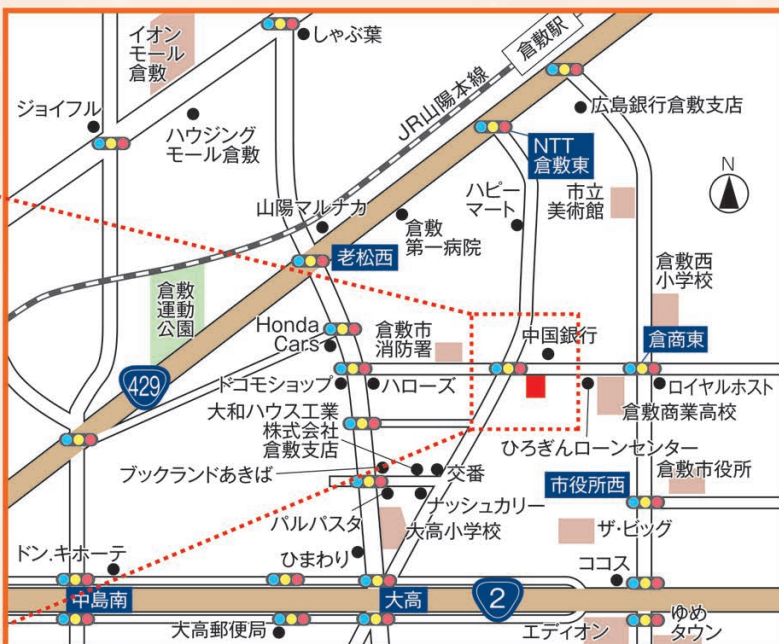 イオン
モール
倉敷
しゃぶ葉
倉敷駅
ジョイフル
ハウジング
モール倉敷
JR山陽本線
広島銀行倉敷支店
NTT
倉敷東
ハピー
マート
市立
美術館
N
山陽マルナカ
倉敷
第一病院
老松西
倉敷
運動
公園
倉敷西
小学校
Honda
Cars
倉敷市
消防署
中国銀行
倉商東
429
ドコモショップ
ハローズ
ロイヤルホスト
倉敷商業高校
大和ハウス工業
株式会社
倉敷支店
ひろぎんローンセンター
ブックランドあきば
交番
市役所西
倉敷市役所
パルパスタ
ナッシュカリー
大高小学校
ザ・ビッグ
ドン.キホーテ
ひまわり
ココス
中島南
大高
2
大高郵便局
エディオン
ゆめ
タウン